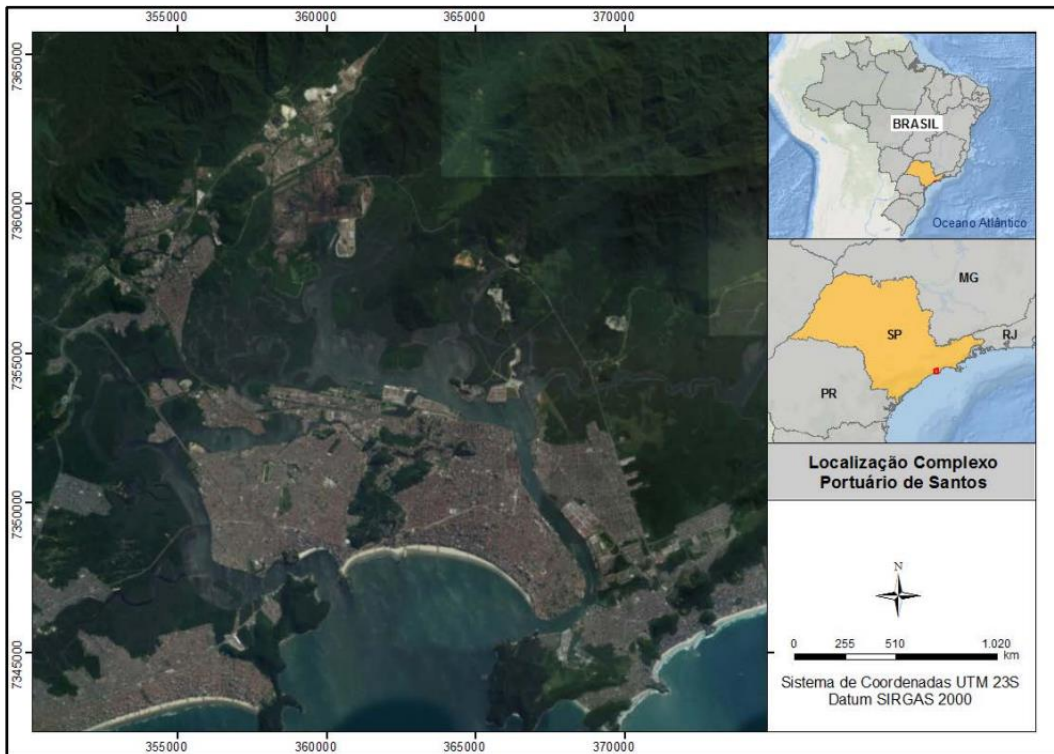 355000 360000 365000 370000
7365000
7360000
7355000
7350000
7345000
355000 360000 365000 370000
BRASIL
Oceano Atlântico
MG
SP
RJ
PR
Localização Complexo
Portuário de Santos
N
0 255 510 1.020
km
Sistema de Coordenadas UTM 23S
Datum SIRGAS 2000